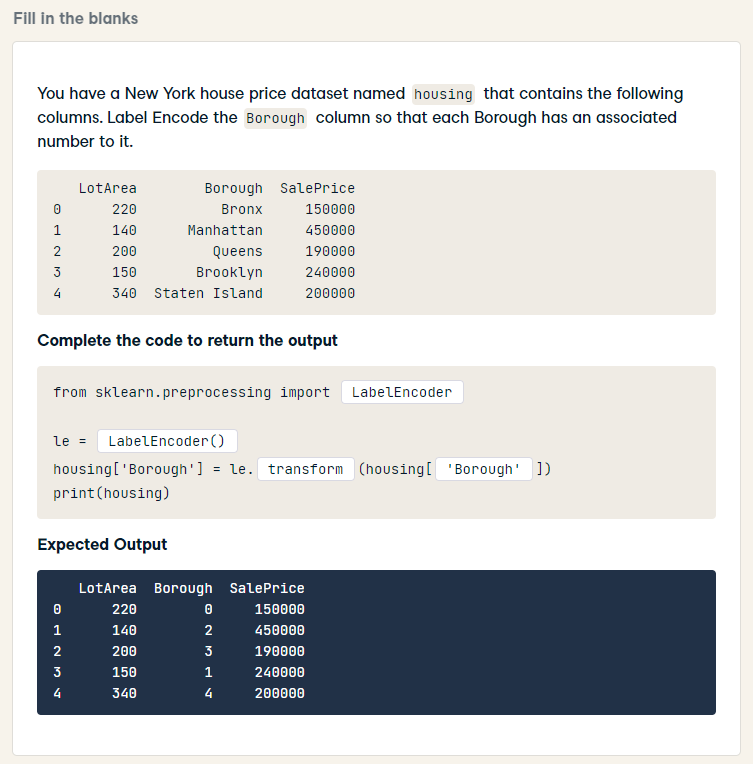 Fill in the blanks
You have a New York house price dataset named housing that contains the following
columns. Label Encode the Borough column so that each Borough has an associated
number to it.
LotArea Borough SalePrice
0 220 Bronx 150000
1 140 Manhattan 450000
2 200 Queens 190000
3 150 Brooklyn 240000
4 340 Staten Island 200000
Complete the code to return the output
from sklearn.preprocessing import LabelEncoder
le = LabelEncoder()
housing['Borough'] = le.transform(housing['Borough'])
print(housing)
Expected Output
LotArea Borough SalePrice
0 220 0 150000
1 140 2 450000
2 200 3 190000
3 150 1 240000
4 340 4 200000